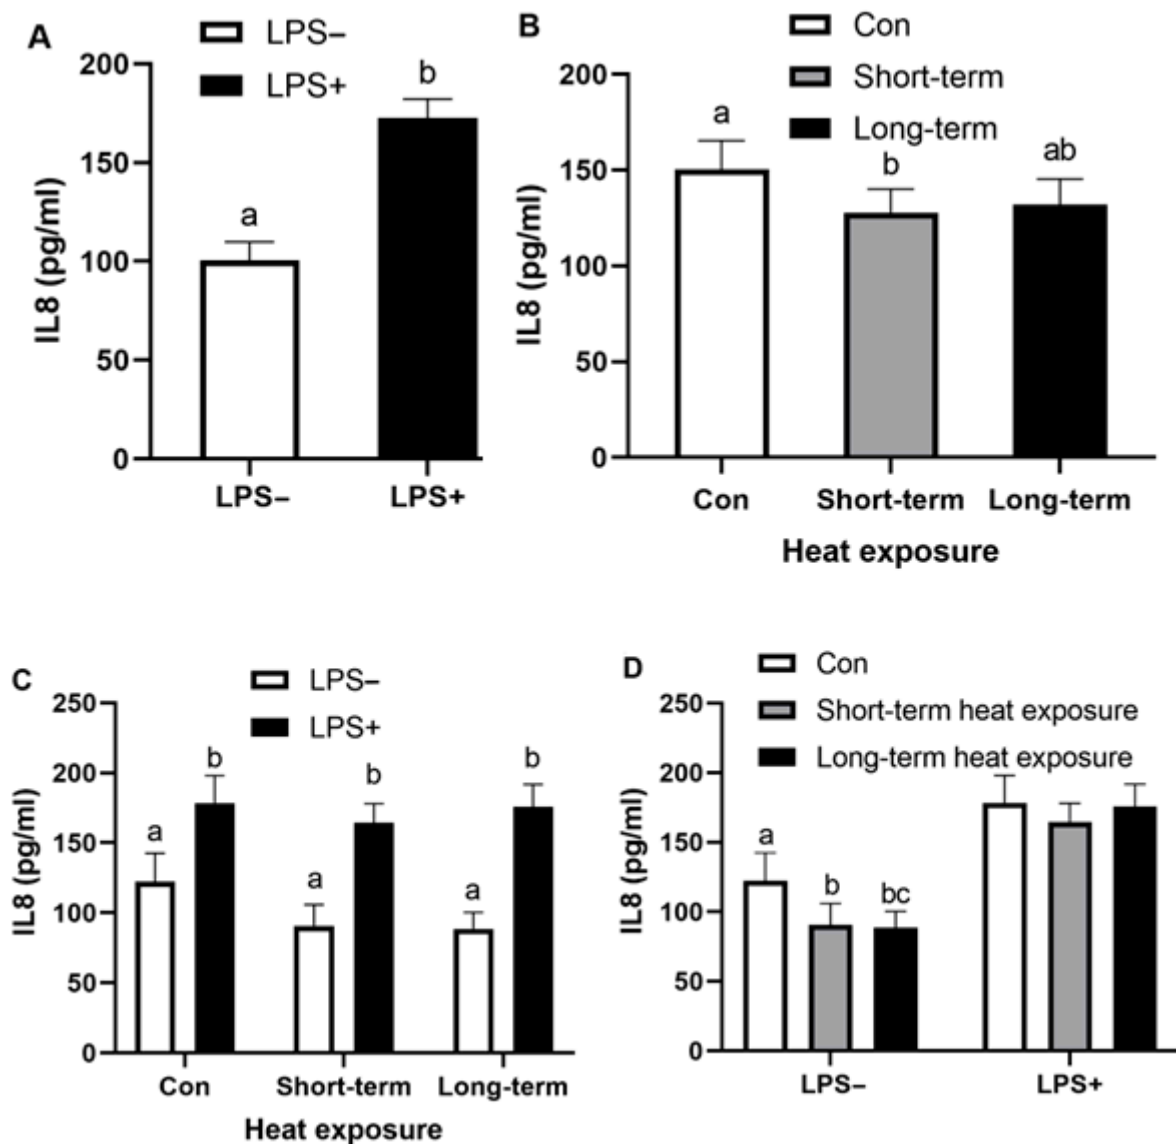 A
LPS–
LPS+
IL8 (pg/ml)
200
150
100
50
0
a
b
LPS–
LPS+
B
Con
Short-term
Long-term
IL8 (pg/ml)
200
150
100
50
0
a
b
ab
Con
Short-term
Long-term
Heat exposure
C
LPS–
LPS+
IL8 (pg/ml)
250
200
150
100
50
0
a
b
a
b
a
b
Con
Short-term
Long-term
Heat exposure
D
Con
Short-term heat exposure
Long-term heat exposure
IL8 (pg/ml)
250
200
150
100
50
0
a
b
bc
LPS–
LPS+